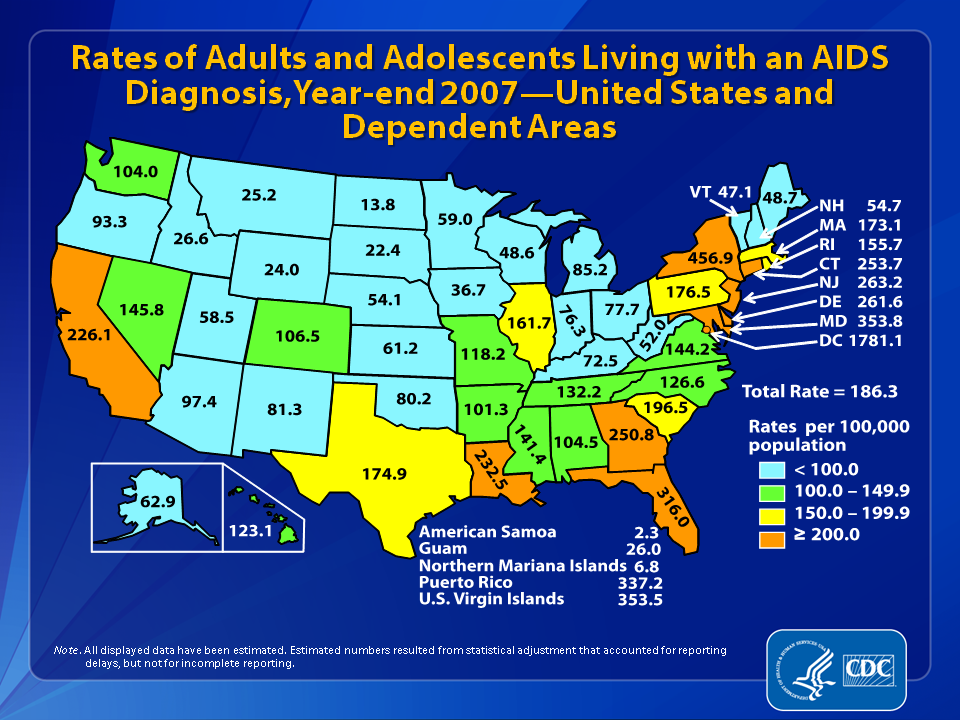 Rates of Adults and Adolescents Living with an AIDS
Diagnosis, Year-end 2007—United States and
Dependent Areas
104.0
93.3
26.6
25.2
24.0
13.8
22.4
54.1
61.2
80.2
59.0
36.7
48.6
85.2
226.1
145.8
58.5
106.5
97.4
81.3
174.9
118.2
101.3
232.5
161.7
76.3
77.7
72.5
52.0
132.2
141.4
104.5
250.8
316.0
196.5
126.6
144.2
176.5
456.9
VT 47.1
48.7
NH 54.7
MA 173.1
RI 155.7
CT 253.7
NJ 263.2
DE 261.6
MD 353.8
DC 1781.1
Total Rate = 186.3
Rates per 100,000
population
< 100.0
100.0 – 149.9
150.0 – 199.9
≥ 200.0
62.9
123.1
American Samoa 2.3
Guam 26.0
Northern Mariana Islands 6.8
Puerto Rico 337.2
U.S. Virgin Islands 353.5
Note. All displayed data have been estimated. Estimated numbers resulted from statistical adjustment that accounted for reporting
delays, but not for incomplete reporting.
DEPARTMENT OF HEALTH & HUMAN SERVICES USA
CDC